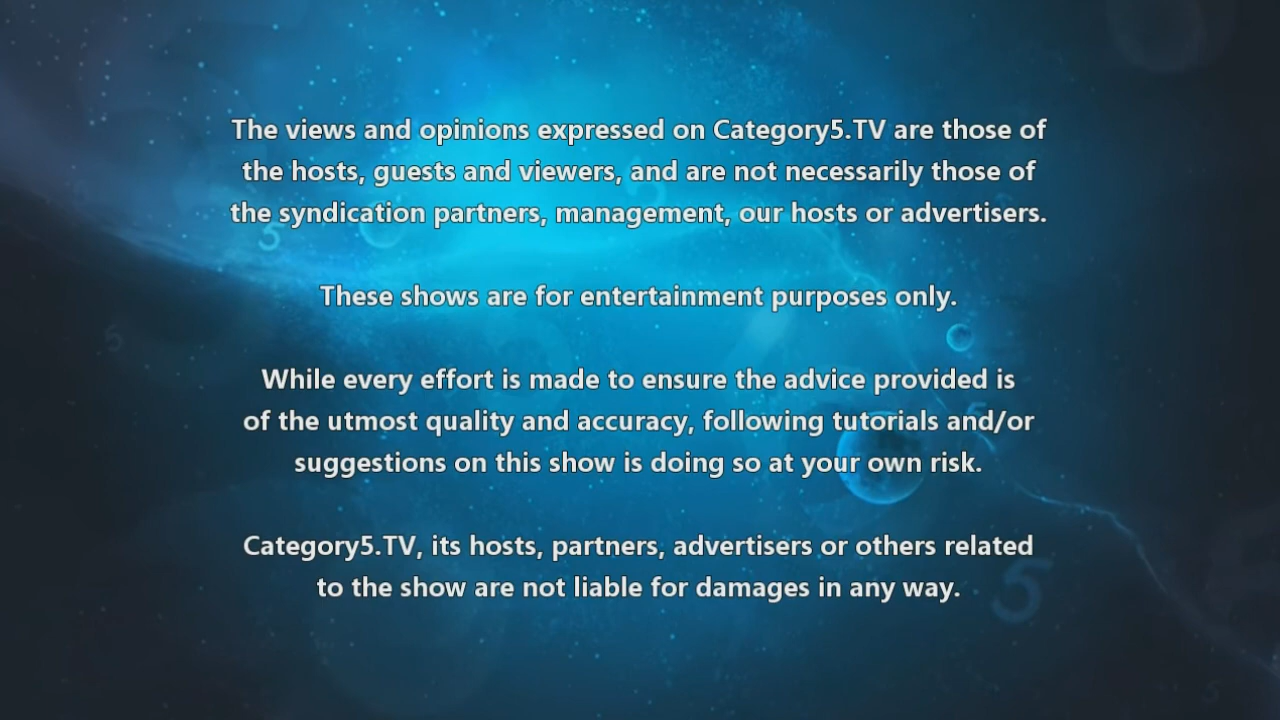 The views and opinions expressed on Category5.TV are those of
the hosts, guests and viewers, and are not necessarily those of
the syndication partners, management, our hosts or advertisers.
These shows are for entertainment purposes only.
While every effort is made to ensure the advice provided is
of the utmost quality and accuracy, following tutorials and/or
suggestions on this show is doing so at your own risk.
Category5.TV, its hosts, partners, advertisers or others related
to the show are not liable for damages in any way.